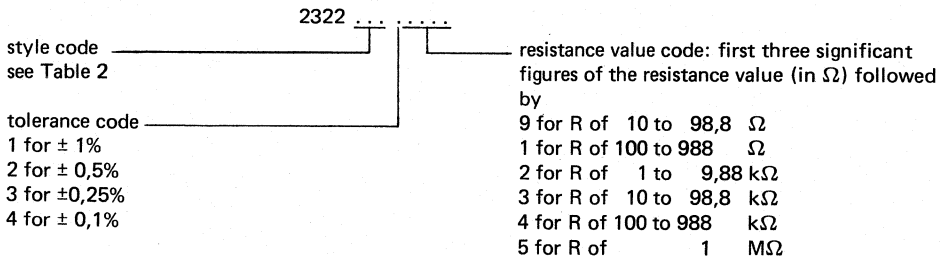 2322 ... . ....
style code
see Table 2
tolerance code
1 for ± 1%
2 for ± 0,5%
3 for ±0,25%
4 for ± 0,1%
resistance value code: first three significant
figures of the resistance value (in Ω) followed
by
9 for R of 10 to 98,8 Ω
1 for R of 100 to 988 Ω
2 for R of 1 to 9,88 kΩ
3 for R of 10 to 98,8 kΩ
4 for R of 100 to 988 kΩ
5 for R of 1 MΩ